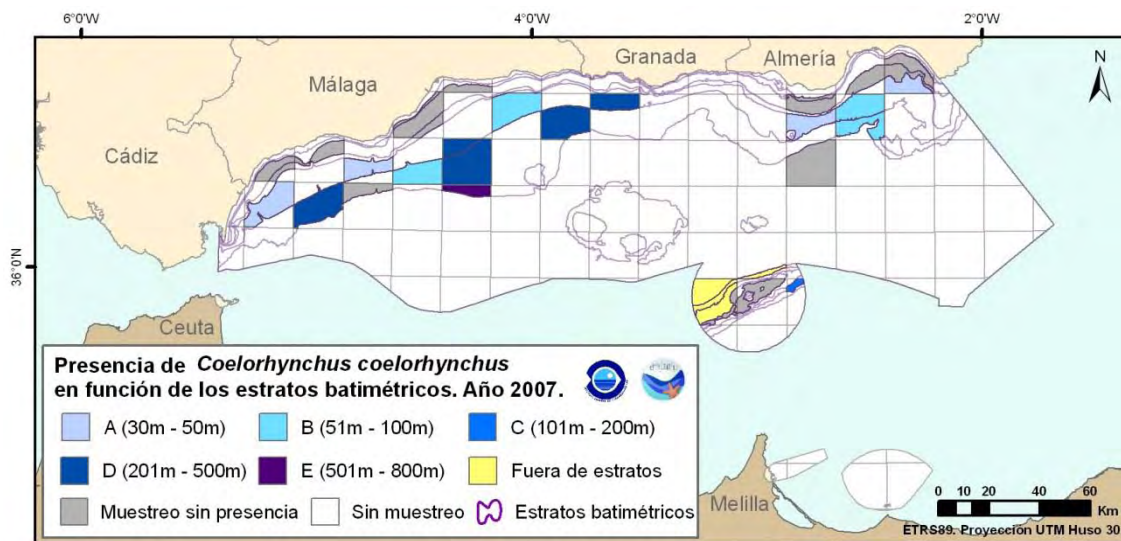 6°0'W
4°0'W
2°0'W
Granada
Almería
N
Málaga
Cádiz
36°0'N
Ceuta
Presencia de Coelorhynchus coelorhynchus
en función de los estratos batimétricos. Año 2007.
A (30m - 50m)
B (51m - 100m)
C (101m - 200m)
D (201m - 500m)
E (501m - 800m)
Fuera de estratos
Muestreo sin presencia
Sin muestreo
Estratos batimétricos
Melilla
0 10 20 40 60
Km
ETRS89. Proyección UTM Huso 30